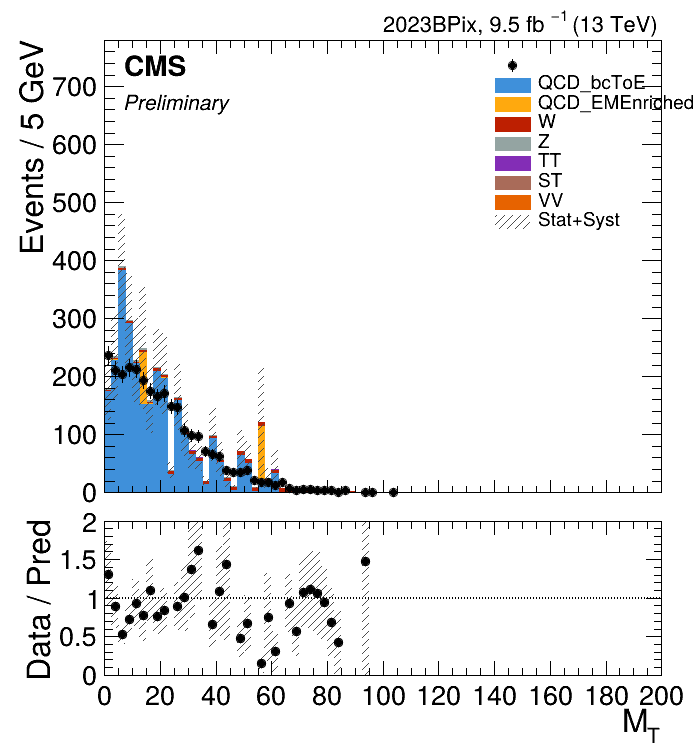 2023BPix, 9.5 fb⁻¹ (13 TeV)
CMS
Preliminary
Events / 5 GeV
700
600
500
400
300
200
100
0
QCD_bcToE
QCD_EMEnriched
W
Z
TT
ST
VV
Stat+Syst
Data / Pred
2
1.5
1
0.5
0
0 20 40 60 80 100 120 140 160 180 200
M_T